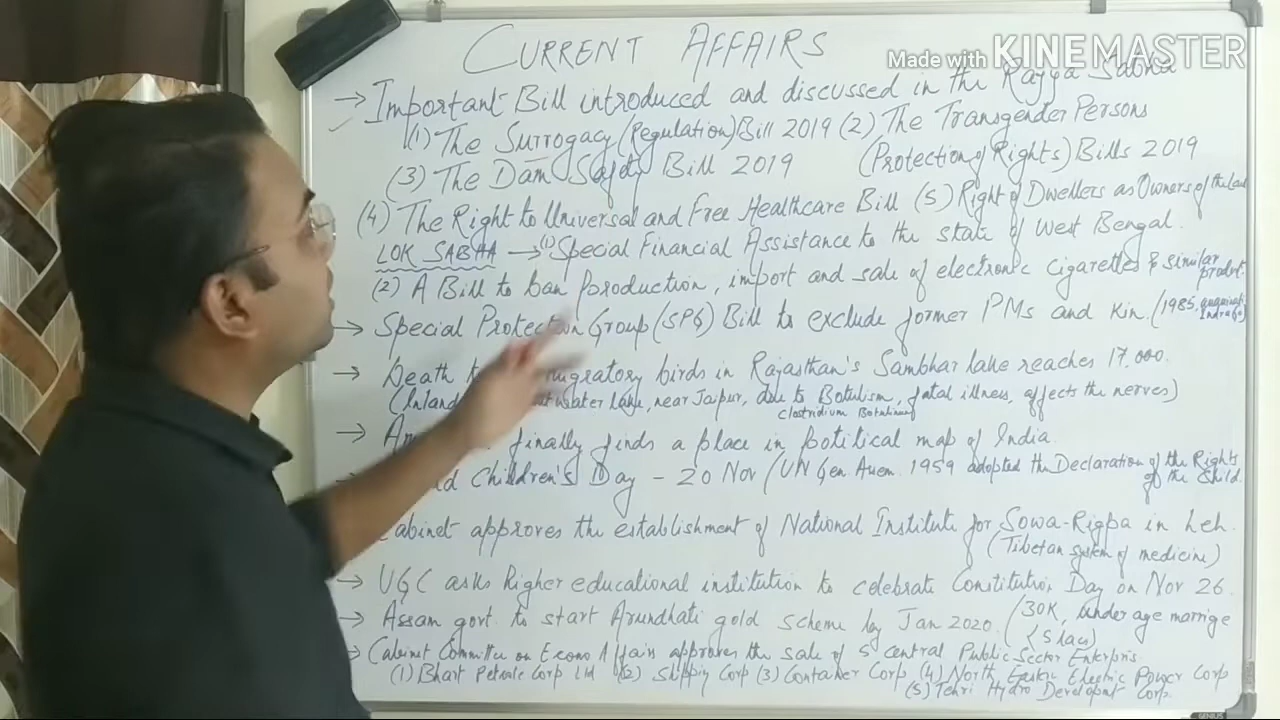 CURRENT AFFAIRS
Made with KINEMASTER
→ Important Bill introduced and discussed in the Rajya Sabha
(1) The Surrogacy (Regulation) Bill 2019 (2) The Transgender Persons
(3) The Dam Safety Bill 2019 (Protection of Rights) Bills 2019
(4) The Right to Universal and Free Healthcare Bill (5) Right of Dwellers as Owners of the Land
LOK SABHA → (1) Special Financial Assistance to the state of West Bengal.
(2) A Bill to ban production, import and sale of electronic cigarettes & similar product.
→ Special Protection Group (SPG) Bill to exclude former PMs and Kin. (1985,
→ Death migratory birds in Rajasthan's Sambhar lake reaches 17,000.
(Inland water lake, near Jaipur, due to Botulism, fatal illness, affects the nerves)
Clostridium Botulinum
→ finally finds a place in political map of India.
Children's Day - 20 Nov (UN Gen Assem. 1959 adopted the Declaration of the Rights
of the Child.
Cabinet approves the establishment of National Institute for Sowa-Rigpa in Leh.
(Tibetan system of medicine)
→ UGC asks Higher educational institution to celebrate Constitution Day on Nov 26.
→ Assam govt. to start Arundhati gold scheme by Jan 2020. (30K, under age marrige
<5 lacs)
→ Cabinet Committee on Econo Affairs approves the sale of 5 central Public Sector Enterpris
(1) Bhart Petrole Corp Ltd (2) Shipping Corp (3) Container Corp (4) North Eastern Electric Power Corp
(5) Tehri Hydro Developmt Corp.